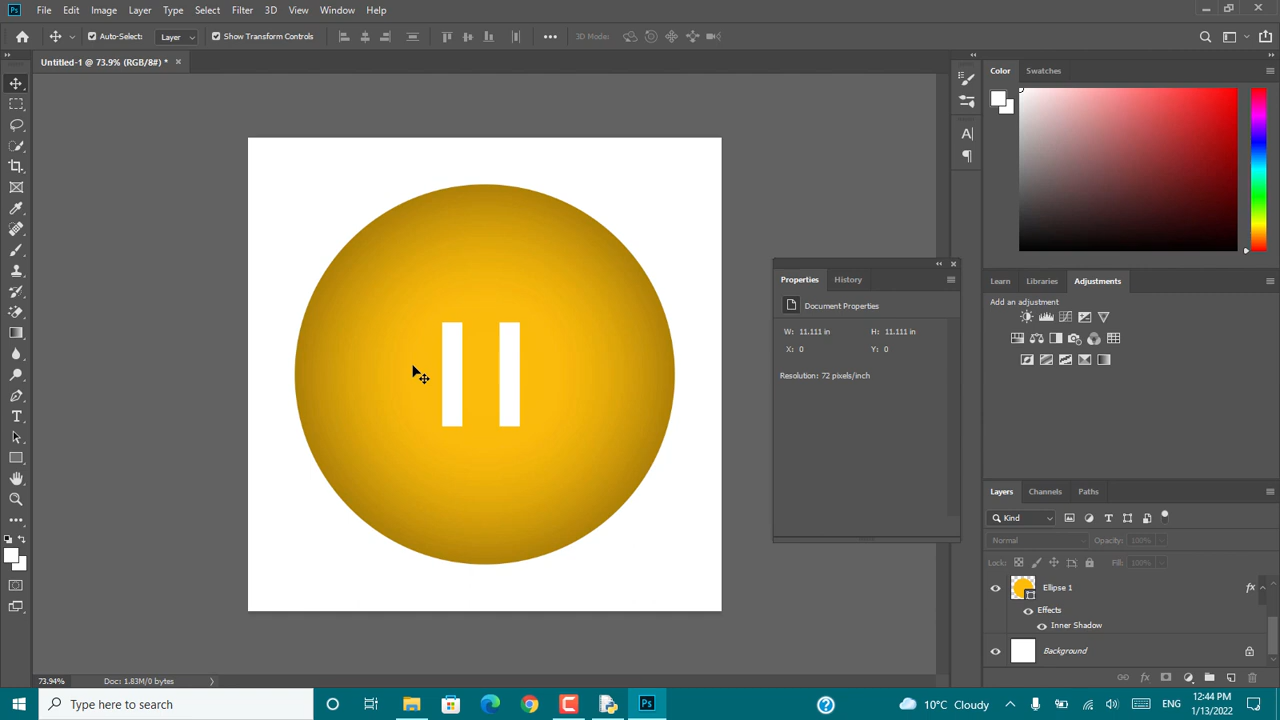 Ps File Edit Image Layer Type Select Filter 3D View Window Help
Auto-Select: Layer Show Transform Controls 3D Mode:
Untitled-1 @ 73.9% (RGB/8#) *
Color Swatches
Properties History
Document Properties
W: 11.111 in H: 11.111 in
X: 0 Y: 0
Resolution: 72 pixels/inch
Learn Libraries Adjustments
Add an adjustment
Layers Channels Paths
Kind
Normal Opacity: 100%
Lock: Fill: 100%
Ellipse 1 fx
Effects
Inner Shadow
Background
fx
73.94% Doc: 1.83M/0 bytes
Type here to search
Ps
10°C Cloudy
ENG
12:44 PM
1/13/2022